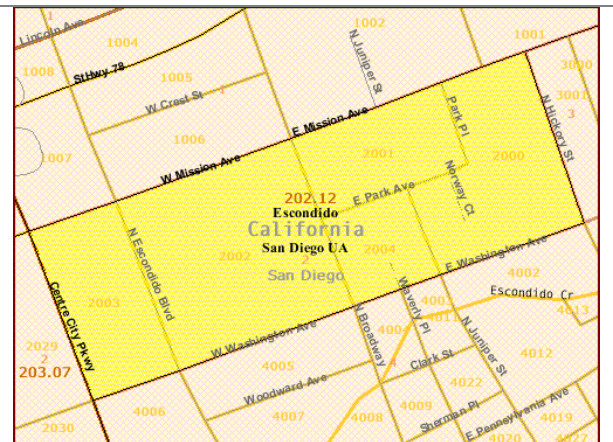 1
Lincoln Ave
1004
1002
1001
1008
StHwy 78
1005
N Juniper St
3000
3001
W Crest St
1
3
1006
E Mission Ave
Park Pl
N Hickory St
1007
W Mission Ave
2001
2000
Norway Ct
202.12
E Park Ave
Escondido
California
San Diego UA
2
2002
2004
San Diego
N Escondido Blvd
E Washington Ave
4002
Centre City Pkwy
2003
Waverly Pl
Escondido Cr
4003
4013
N Broadway
4011
2029
W Washington Ave
4004
N Juniper St
2
203.07
4005
4
Clark St
4012
Woodward Ave
4022
4006
4007
4008
4009
Sherman Pl
E Pennsylvania Ave
4019
2030
4020
4027